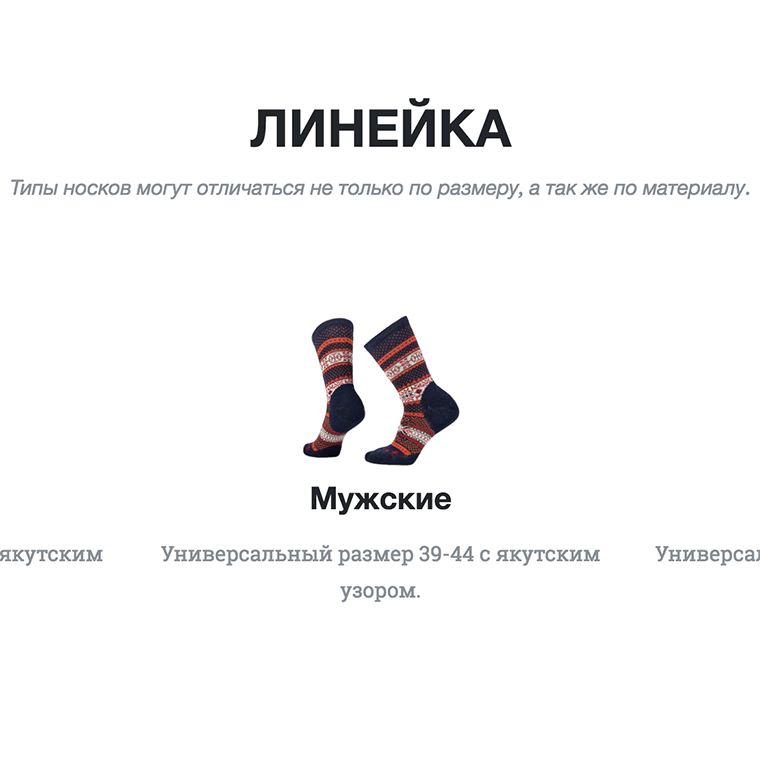 ЛИНЕЙКА
Типы носков могут отличаться не только по размеру, а так же по материалу.
Мужские
якутским Универсальный размер 39-44 с якутским
узором.